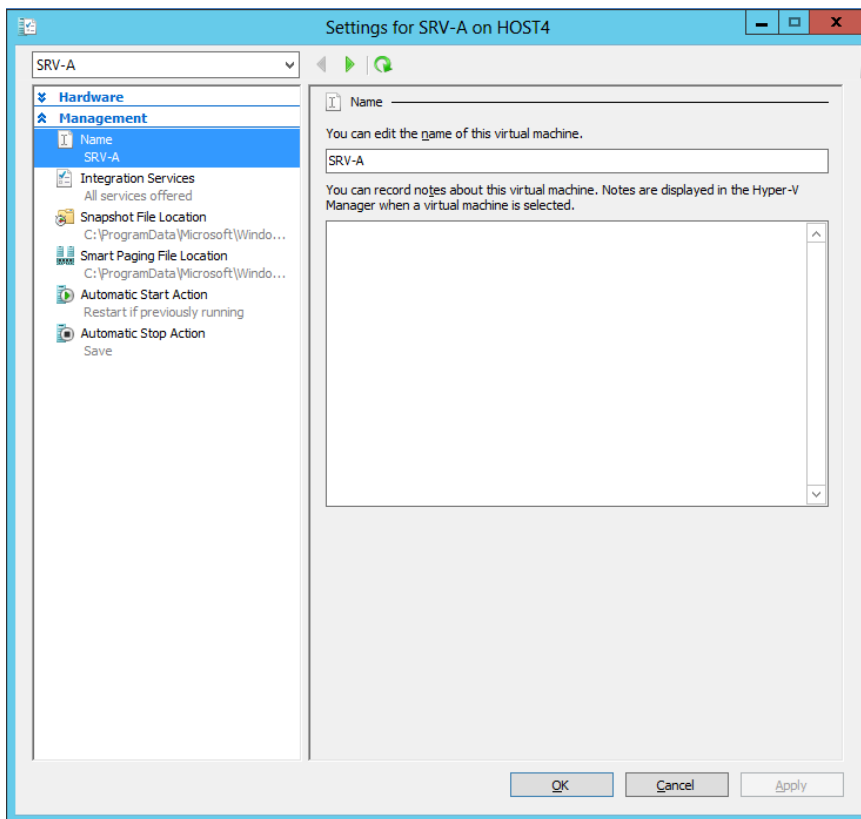 Settings for SRV-A on HOST4
SRV-A
Hardware
Management
Name
SRV-A
Integration Services
All services offered
Snapshot File Location
C:\ProgramData\Microsoft\Windo...
Smart Paging File Location
C:\ProgramData\Microsoft\Windo...
Automatic Start Action
Restart if previously running
Automatic Stop Action
Save
Name
You can edit the name of this virtual machine.
SRV-A
You can record notes about this virtual machine. Notes are displayed in the Hyper-V
Manager when a virtual machine is selected.
OK
Cancel
Apply